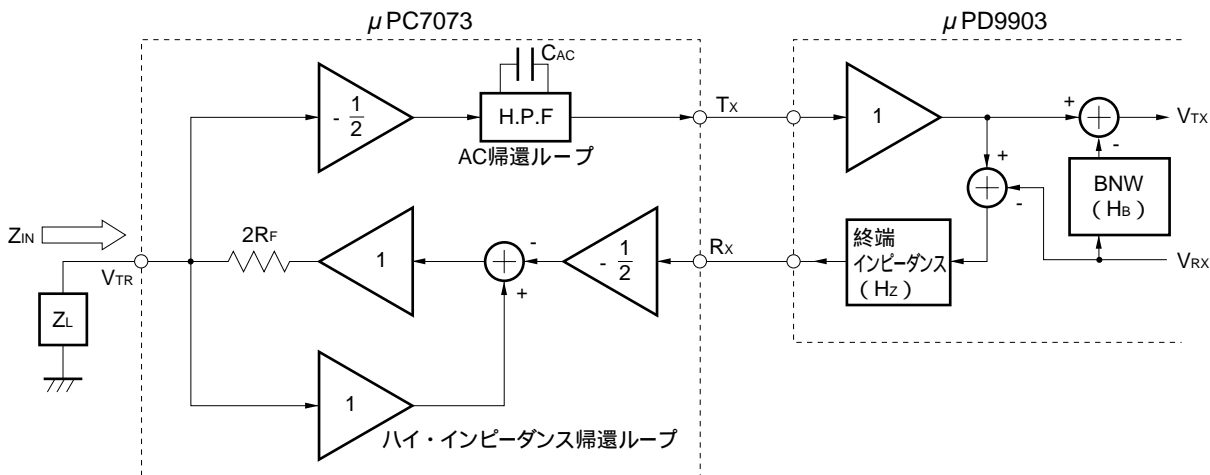 μPC7073
μPD9903
CAC
- 1/2
H.P.F
AC帰還ループ
TX
1
+
+
VTX
-
+
-
BNW
(HB)
ZIN
2RF
1
-
+
- 1/2
RX
終端
インピーダンス
(HZ)
VRX
VTR
ZL
1
ハイ・インピーダンス帰還ループ